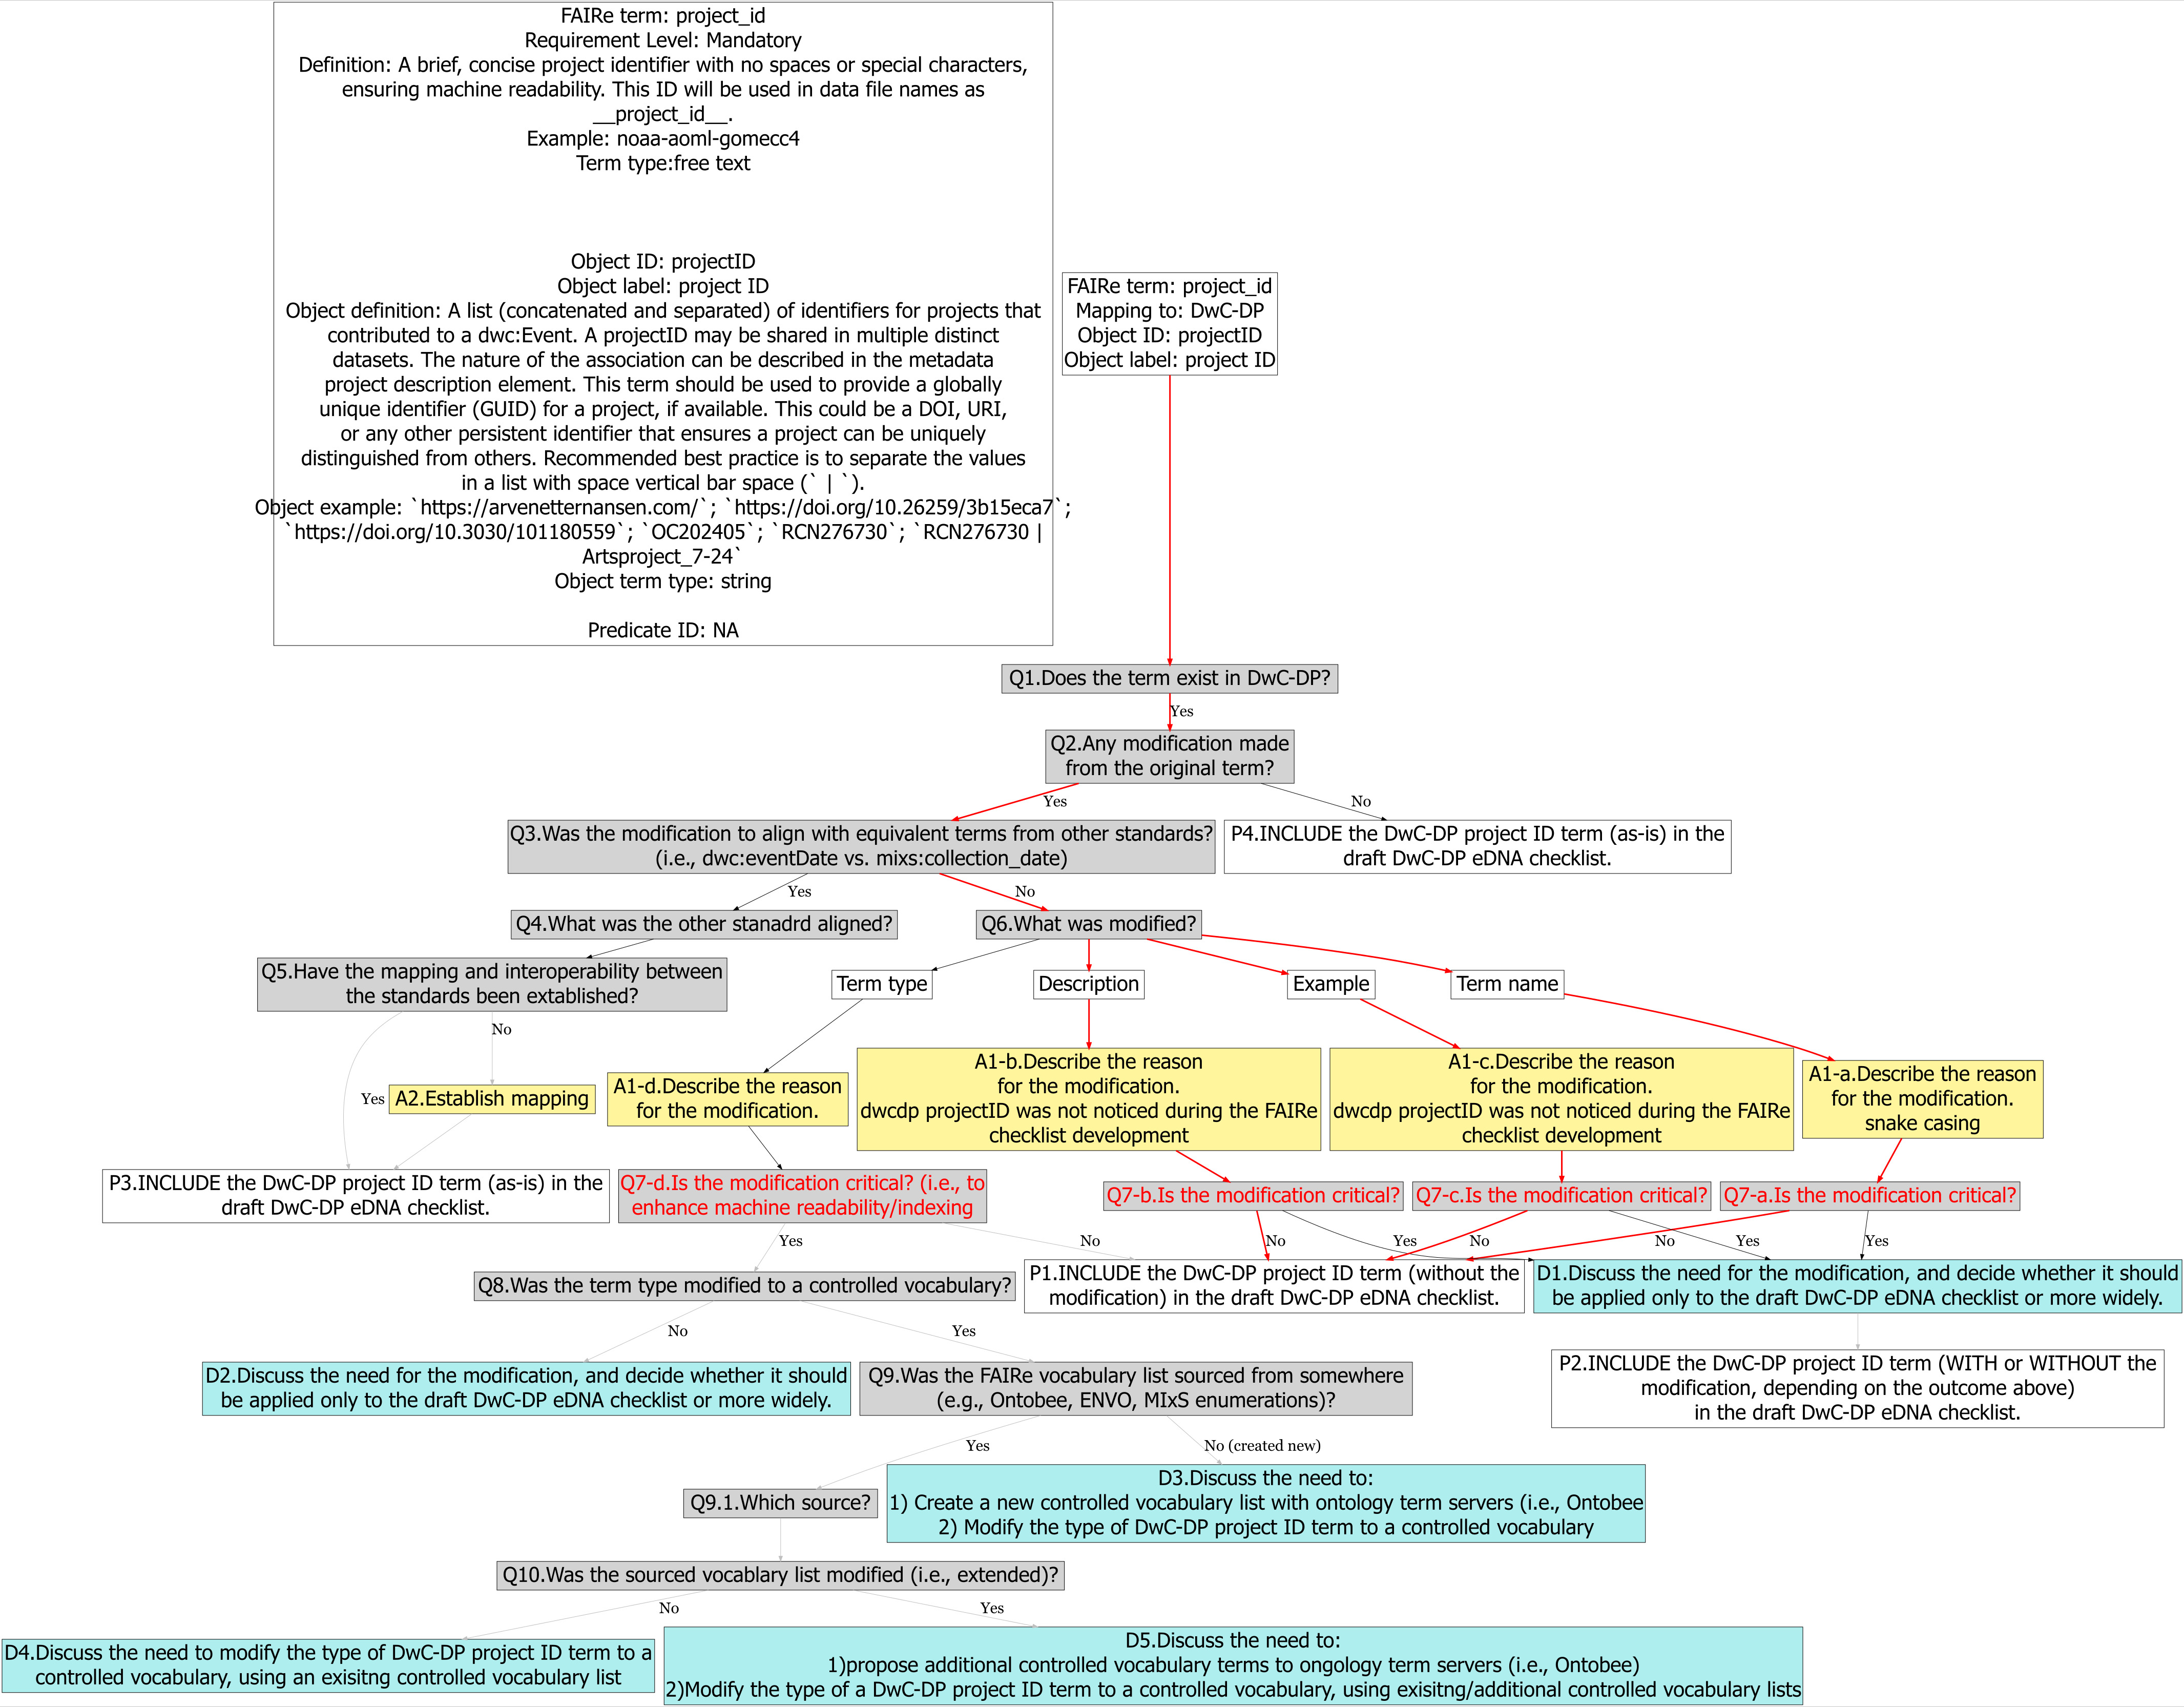 FAIRe term: project_id
Requirement Level: Mandatory
Definition: A brief, concise project identifier with no spaces or special characters,
ensuring machine readability. This ID will be used in data file names as
__project_id__.
Example: noaa-aoml-gomecc4
Term type:free text
Object ID: projectID
Object label: project ID
Object definition: A list (concatenated and separated) of identifiers for projects that
contributed to a dwc:Event. A projectID may be shared in multiple distinct
datasets. The nature of the association can be described in the metadata
project description element. This term should be used to provide a globally
unique identifier (GUID) for a project, if available. This could be a DOI, URI,
or any other persistent identifier that ensures a project can be uniquely
distinguished from others. Recommended best practice is to separate the values
in a list with space vertical bar space (` | `).
Object example: `https://arvenetternansen.com/`; `https://doi.org/10.26259/3b15eca7`;
`https://doi.org/10.3030/101180559`; `OC202405`; `RCN276730`; `RCN276730 |
Artsproject_7-24`
Object term type: string
Predicate ID: NA
FAIRe term: project_id
Mapping to: DwC-DP
Object ID: projectID
Object label: project ID
Q1.Does the term exist in DwC-DP?
Yes
Q2.Any modification made
from the original term?
Yes
No
Q3.Was the modification to align with equivalent terms from other standards?
(i.e., dwc:eventDate vs. mixs:collection_date)
P4.INCLUDE the DwC-DP project ID term (as-is) in the
draft DwC-DP eDNA checklist.
Yes
No
Q4.What was the other stanadrd aligned?
Q6.What was modified?
Q5.Have the mapping and interoperability between
the standards been extablished?
Term type
Description
Example
Term name
No
Yes
A2.Establish mapping
A1-d.Describe the reason
for the modification.
A1-b.Describe the reason
for the modification.
dwcdp projectID was not noticed during the FAIRe
checklist development
A1-c.Describe the reason
for the modification.
dwcdp projectID was not noticed during the FAIRe
checklist development
A1-a.Describe the reason
for the modification.
snake casing
P3.INCLUDE the DwC-DP project ID term (as-is) in the
draft DwC-DP eDNA checklist.
Q7-d.Is the modification critical? (i.e., to
enhance machine readability/indexing
Q7-b.Is the modification critical?
Q7-c.Is the modification critical?
Q7-a.Is the modification critical?
Yes
No
No
Yes
No
No
Yes
Yes
Q8.Was the term type modified to a controlled vocabulary?
P1.INCLUDE the DwC-DP project ID term (without the
modification) in the draft DwC-DP eDNA checklist.
D1.Discuss the need for the modification, and decide whether it should
be applied only to the draft DwC-DP eDNA checklist or more widely.
No
Yes
D2.Discuss the need for the modification, and decide whether it should
be applied only to the draft DwC-DP eDNA checklist or more widely.
Q9.Was the FAIRe vocabulary list sourced from somewhere
(e.g., Ontobee, ENVO, MIxS enumerations)?
P2.INCLUDE the DwC-DP project ID term (WITH or WITHOUT the
modification, depending on the outcome above)
in the draft DwC-DP eDNA checklist.
Yes
No (created new)
Q9.1.Which source?
D3.Discuss the need to:
1) Create a new controlled vocabulary list with ontology term servers (i.e., Ontobee
2) Modify the type of DwC-DP project ID term to a controlled vocabulary
Q10.Was the sourced vocablary list modified (i.e., extended)?
No
Yes
D4.Discuss the need to modify the type of DwC-DP project ID term to a
controlled vocabulary, using an exisitng controlled vocabulary list
D5.Discuss the need to:
1)propose additional controlled vocabulary terms to ongology term servers (i.e., Ontobee)
2)Modify the type of a DwC-DP project ID term to a controlled vocabulary, using exisitng/additional controlled vocabulary lists